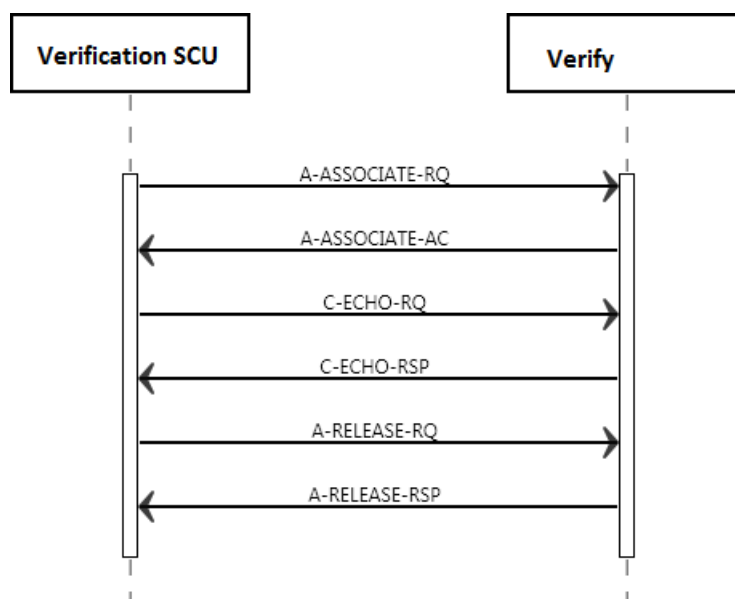 Verification SCU
Verify
A-ASSOCIATE-RQ
A-ASSOCIATE-AC
C-ECHO-RQ
C-ECHO-RSP
A-RELEASE-RQ
A-RELEASE-RSP